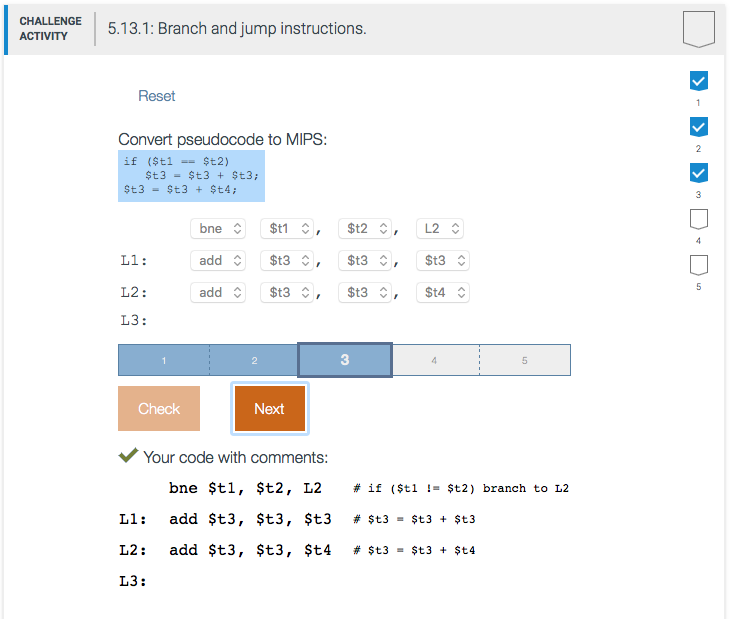 CHALLENGE
ACTIVITY
5.13.1: Branch and jump instructions.
1
2
3
4
5
Reset
Convert pseudocode to MIPS:
if ($t1 == $t2)
$t3 = $t3 + $t3;
$t3 = $t3 + $t4;
bne $t1 , $t2 , L2
L1: add $t3 , $t3 , $t3
L2: add $t3 , $t3 , $t4
L3:
1 2 3 4 5
Check Next
Your code with comments:
bne $t1, $t2, L2 # if ($t1 != $t2) branch to L2
L1: add $t3, $t3, $t3 # $t3 = $t3 + $t3
L2: add $t3, $t3, $t4 # $t3 = $t3 + $t4
L3: